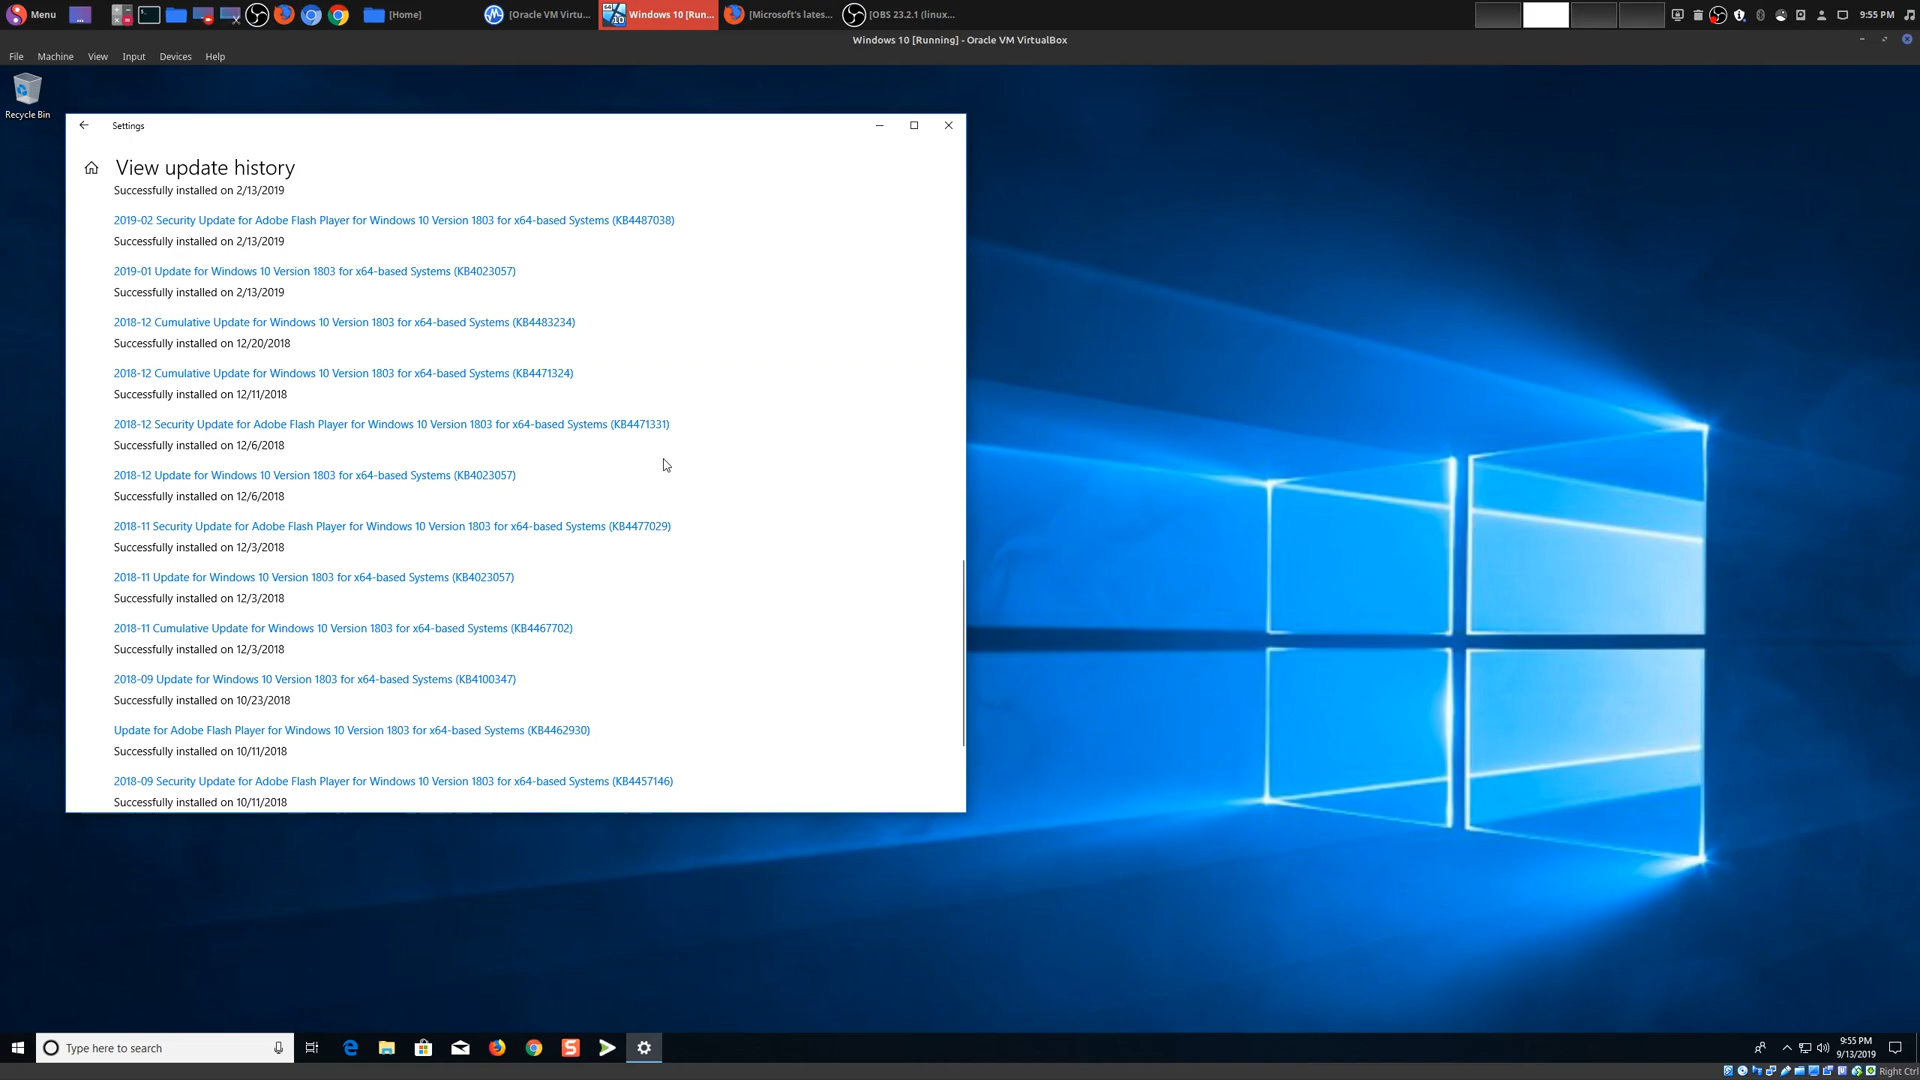 Menu
[Home]
[Oracle VM Virtu...
Windows 10 [Run...
[Microsoft's lates...
[OBS 23.2.1 (linux...
9:55 PM
Windows 10 [Running] - Oracle VM VirtualBox
File Machine View Input Devices Help
Recycle Bin
Settings
View update history
Successfully installed on 2/13/2019
2019-02 Security Update for Adobe Flash Player for Windows 10 Version 1803 for x64-based Systems (KB4487038)
Successfully installed on 2/13/2019
2019-01 Update for Windows 10 Version 1803 for x64-based Systems (KB4023057)
Successfully installed on 2/13/2019
2018-12 Cumulative Update for Windows 10 Version 1803 for x64-based Systems (KB4483234)
Successfully installed on 12/20/2018
2018-12 Cumulative Update for Windows 10 Version 1803 for x64-based Systems (KB4471324)
Successfully installed on 12/11/2018
2018-12 Security Update for Adobe Flash Player for Windows 10 Version 1803 for x64-based Systems (KB4471331)
Successfully installed on 12/6/2018
2018-12 Update for Windows 10 Version 1803 for x64-based Systems (KB4023057)
Successfully installed on 12/6/2018
2018-11 Security Update for Adobe Flash Player for Windows 10 Version 1803 for x64-based Systems (KB4477029)
Successfully installed on 12/3/2018
2018-11 Update for Windows 10 Version 1803 for x64-based Systems (KB4023057)
Successfully installed on 12/3/2018
2018-11 Cumulative Update for Windows 10 Version 1803 for x64-based Systems (KB4467702)
Successfully installed on 12/3/2018
2018-09 Update for Windows 10 Version 1803 for x64-based Systems (KB4100347)
Successfully installed on 10/23/2018
Update for Adobe Flash Player for Windows 10 Version 1803 for x64-based Systems (KB4462930)
Successfully installed on 10/11/2018
2018-09 Security Update for Adobe Flash Player for Windows 10 Version 1803 for x64-based Systems (KB4457146)
Successfully installed on 10/11/2018
Type here to search
9:55 PM
9/13/2019
Right Ctrl